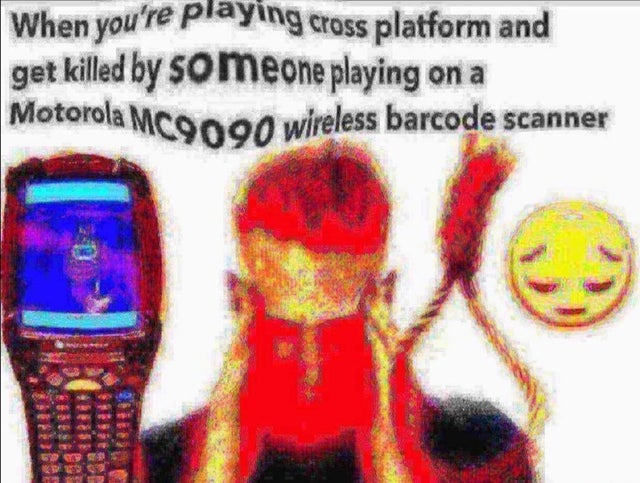 When you're playing cross platform and
get killed by someone playing on a
Motorola MC9090 wireless barcode scanner